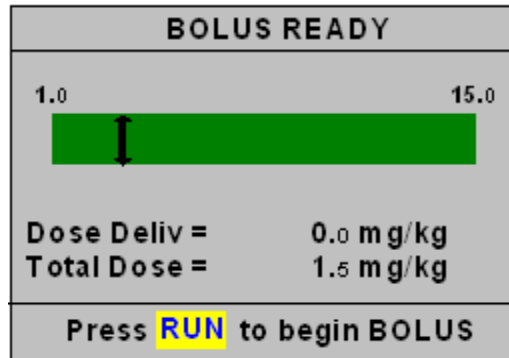 BOLUS READY
1.0 15.0
Dose Deliv = 0.0 mg/kg
Total Dose = 1.5 mg/kg
Press RUN to begin BOLUS